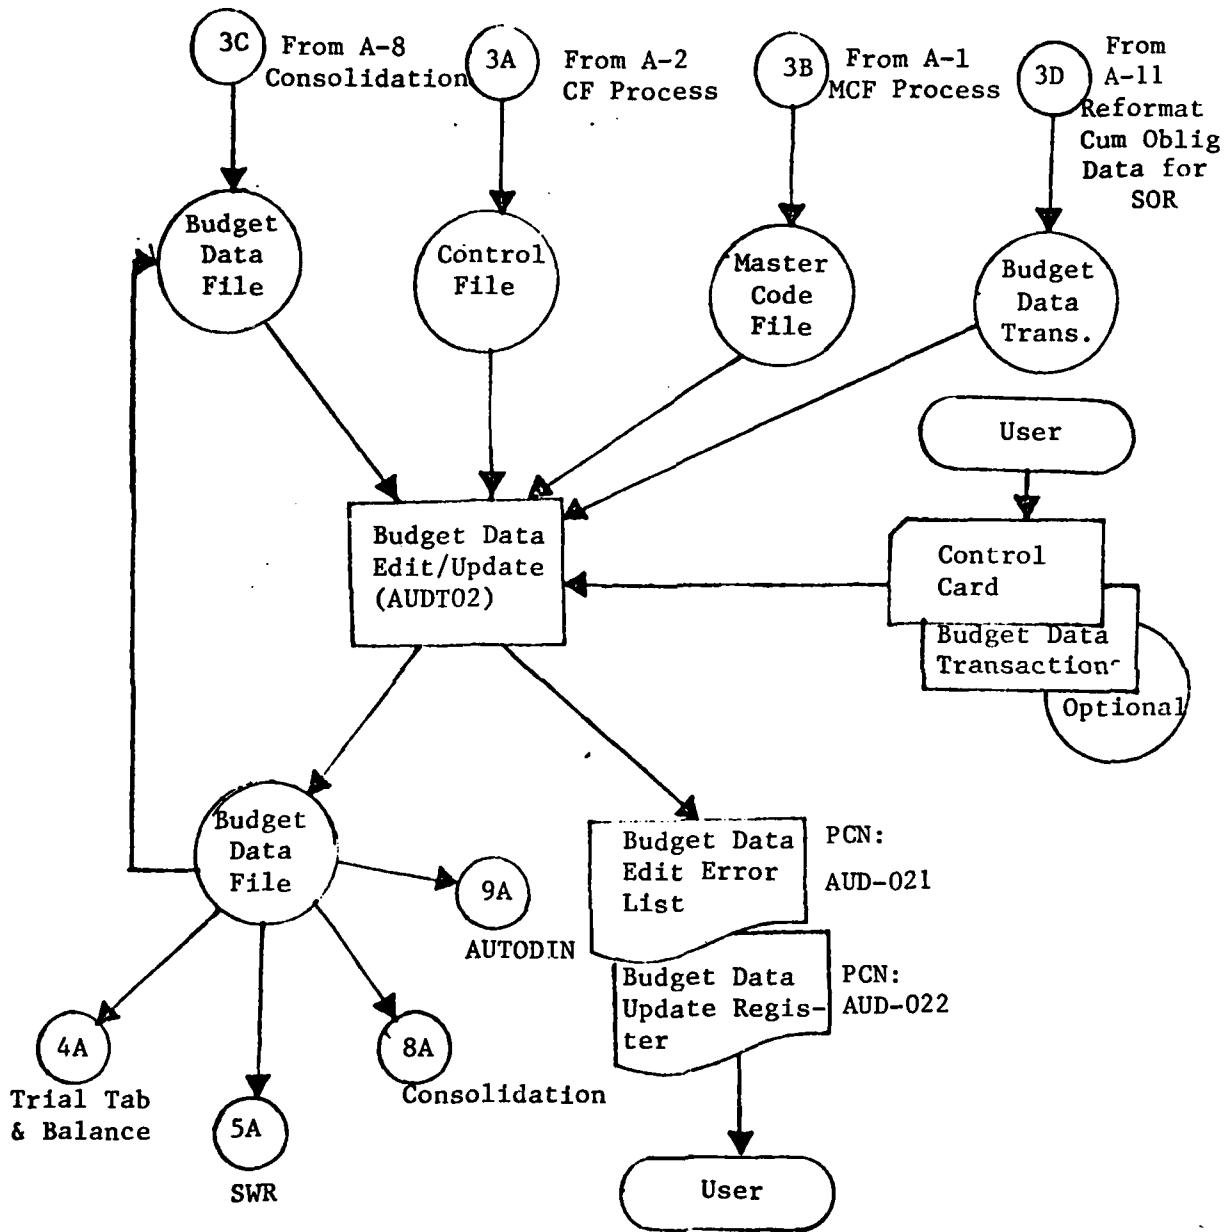 3C
From A-8
Consolidation
3A
From A-2
CF Process
3B
From A-1
MCF Process
3D
From
A-11
Reformat
Cum Oblig
Data for
SOR
Budget
Data
File
Control
File
Master
Code
File
Budget
Data
Trans.
User
Control
Card
Budget Data
Transaction
Optional
Budget Data
Edit/Update
(AUDT02)
Budget
Data
File
9A
AUTODIN
4A
Trial Tab
& Balance
5A
SWR
8A
Consolidation
Budget Data
Edit Error
List
PCN:
AUD-021
Budget Data
Update Regis-
ter
PCN:
AUD-022
User